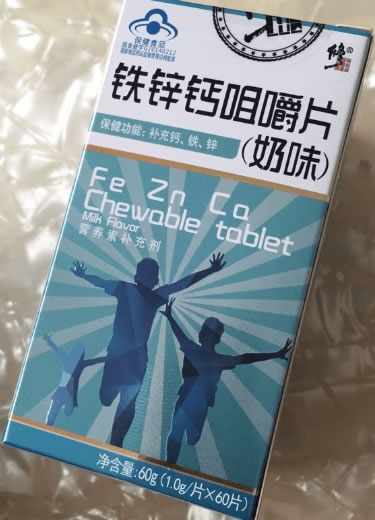 保健食品
修®
铁锌钙咀嚼片
(奶味)
保健功能：补充钙、铁、锌
Fe Zn Ca
Chewable tablet
Milk Flavor
营养素补充剂
净含量:60g (1.0g/片×60片)